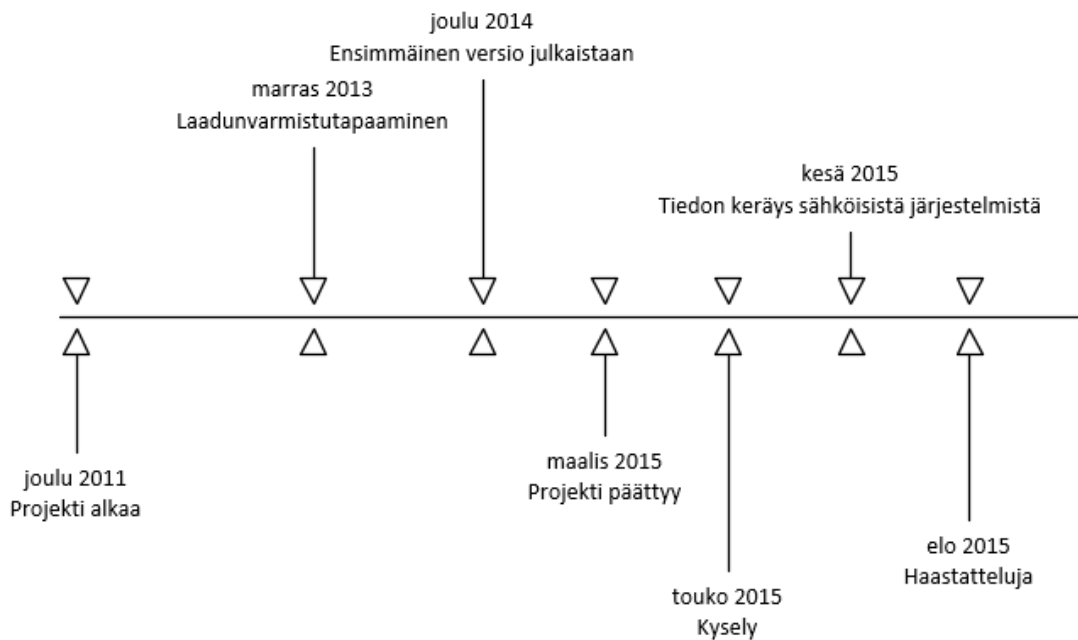 joulu 2014
Ensimmäinen versio julkaistaan
marras 2013
Laadunvarmistutapaaminen
kesä 2015
Tiedon keräys sähköisistä järjestelmistä
joulu 2011
Projekti alkaa
maalis 2015
Projekti päättyy
elo 2015
Haastatteluja
touko 2015
Kysely